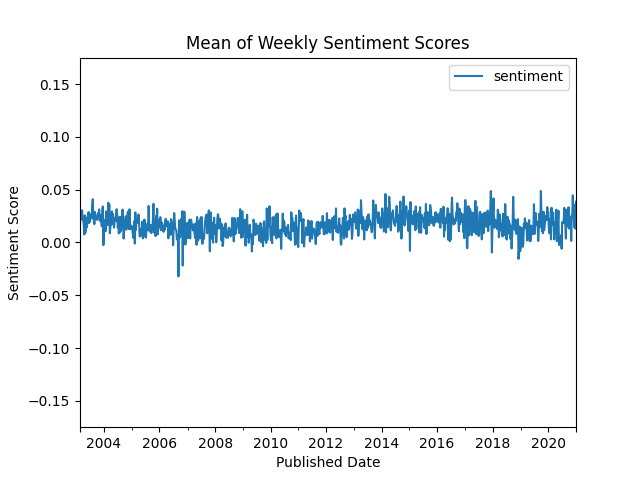 Mean of Weekly Sentiment Scores
sentiment
0.15
0.10
0.05
0.00
−0.05
−0.10
−0.15
Sentiment Score
2004 2006 2008 2010 2012 2014 2016 2018 2020
Published Date